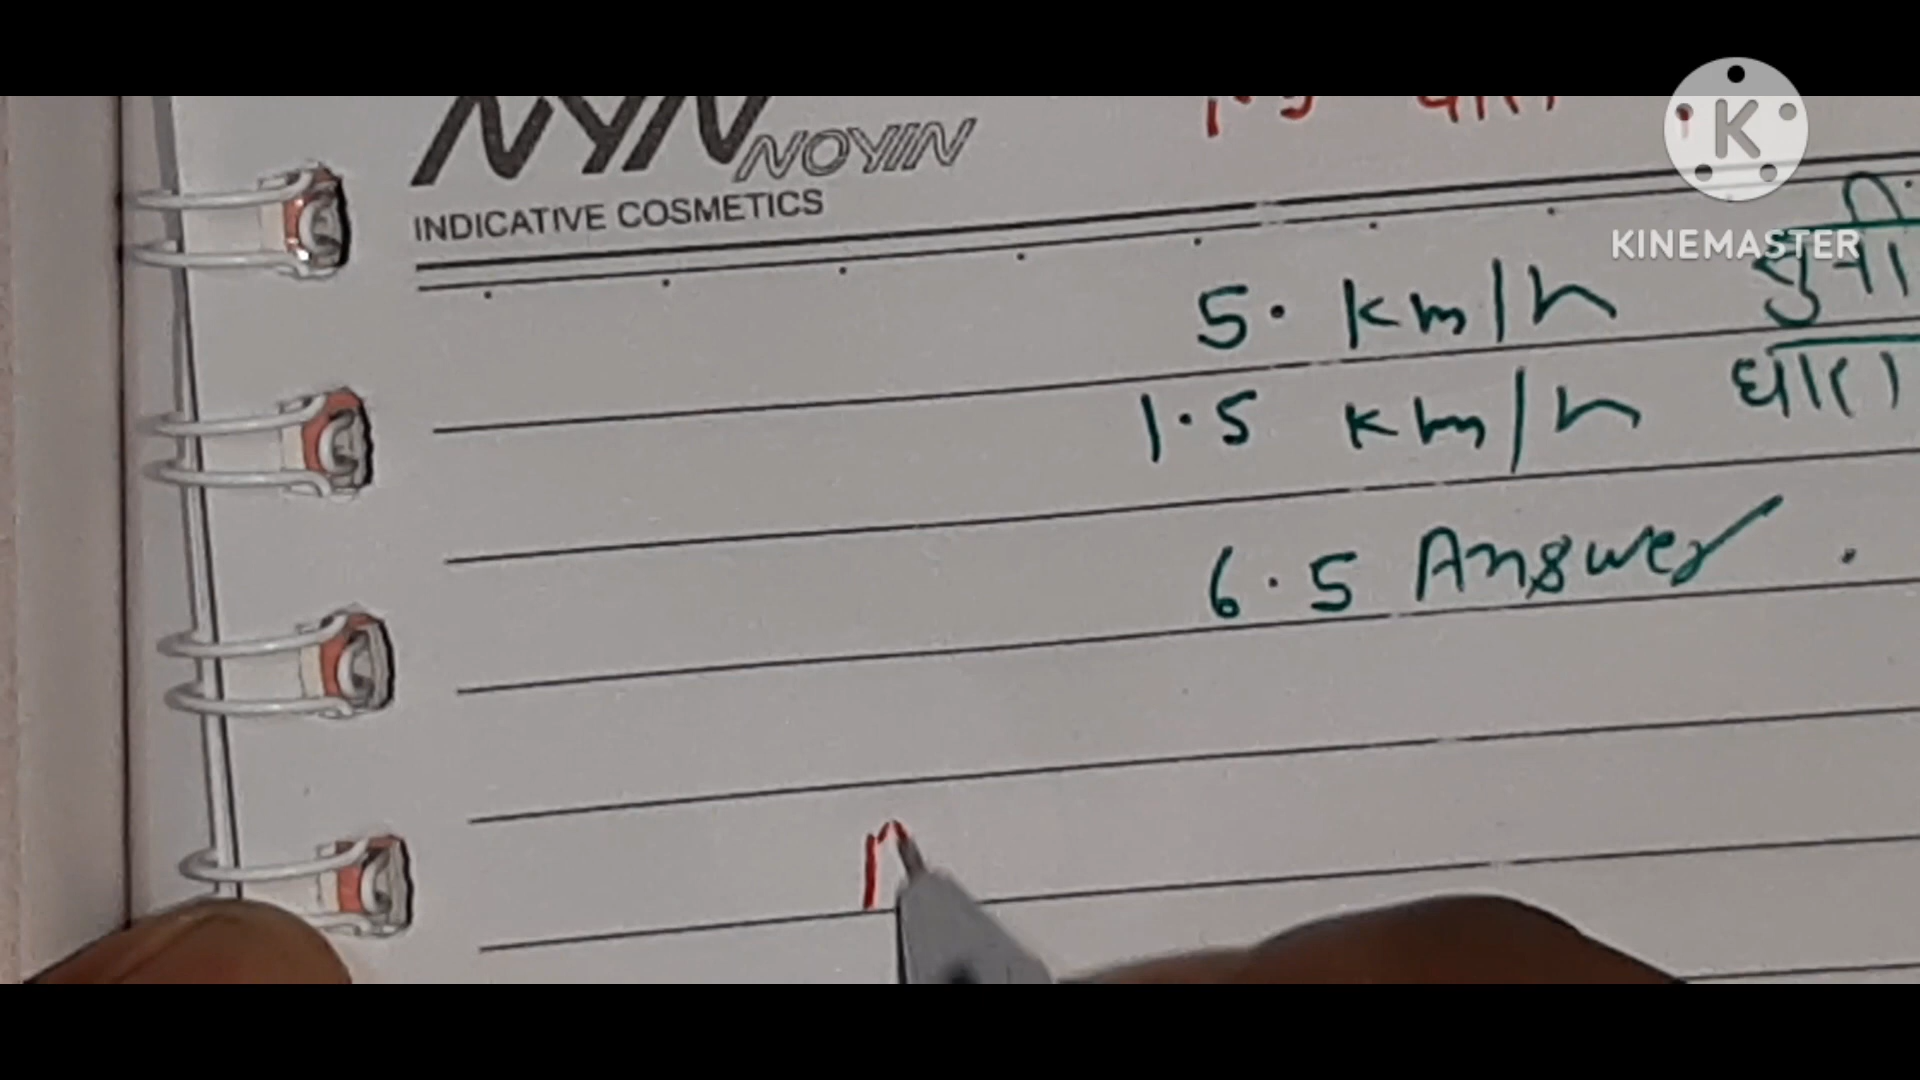 NYN NOYIN
INDICATIVE COSMETICS
K
KINEMASTER
5. km/h
1.5 km/h धारा
6.5 Answer.